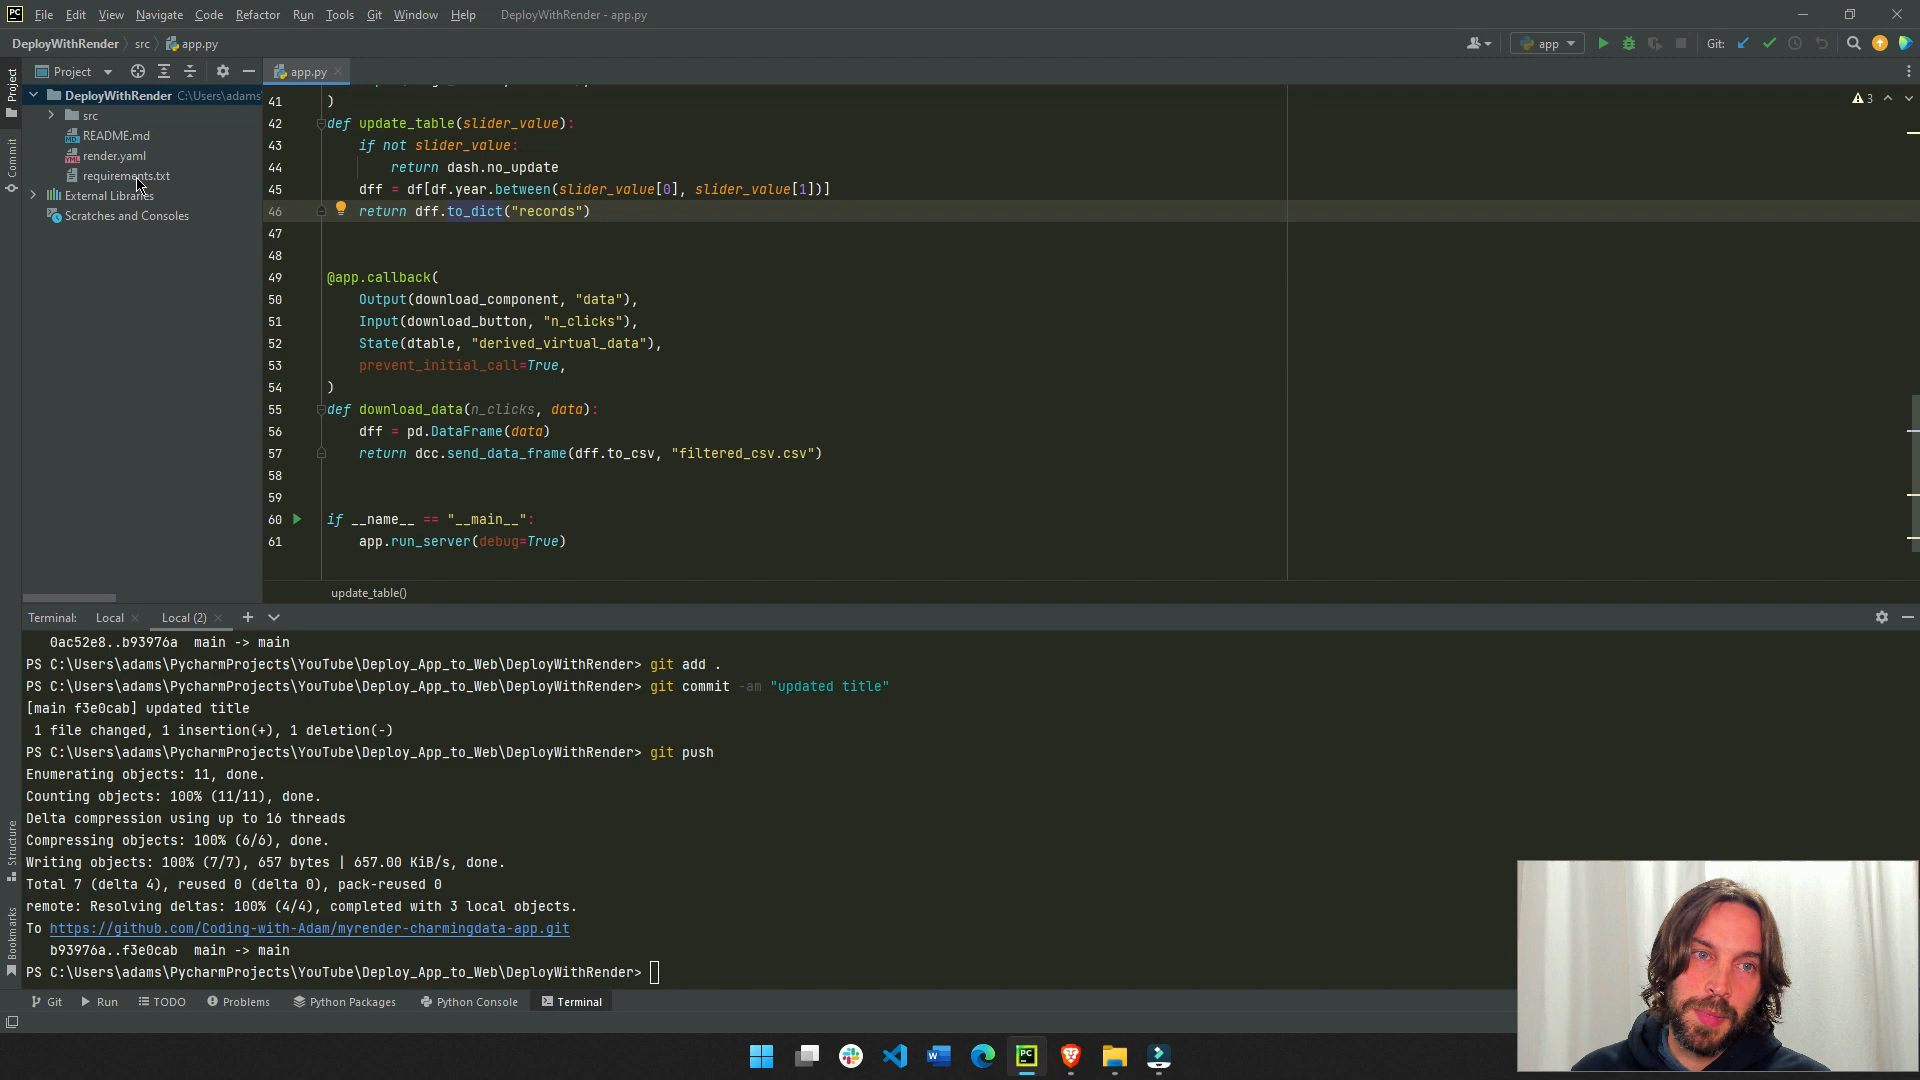 PC File Edit View Navigate Code Refactor Run Tools Git Window Help DeployWithRender - app.py
DeployWithRender src app.py app Git:
Project app.py
Project
DeployWithRender C:\Users\adams
src
README.md
render.yaml
requirements.txt
External Libraries
Scratches and Consoles
Commit
3
41 )
42 def update_table(slider_value):
43 if not slider_value:
44 return dash.no_update
45 dff = df[df.year.between(slider_value[0], slider_value[1])]
46 return dff.to_dict("records")
47
48
49 @app.callback(
50 Output(download_component, "data"),
51 Input(download_button, "n_clicks"),
52 State(dtable, "derived_virtual_data"),
53 prevent_initial_call=True,
54 )
55 def download_data(n_clicks, data):
56 dff = pd.DataFrame(data)
57 return dcc.send_data_frame(dff.to_csv, "filtered_csv.csv")
58
59
60 if __name__ == "__main__":
61 app.run_server(debug=True)
update_table()
Terminal: Local Local (2)
0ac52e8..b93976a main -> main
PS C:\Users\adams\PycharmProjects\YouTube\Deploy_App_to_Web\DeployWithRender> git add .
PS C:\Users\adams\PycharmProjects\YouTube\Deploy_App_to_Web\DeployWithRender> git commit -am "updated title"
[main f3e0cab] updated title
1 file changed, 1 insertion(+), 1 deletion(-)
PS C:\Users\adams\PycharmProjects\YouTube\Deploy_App_to_Web\DeployWithRender> git push
Enumerating objects: 11, done.
Counting objects: 100% (11/11), done.
Delta compression using up to 16 threads
Compressing objects: 100% (6/6), done.
Writing objects: 100% (7/7), 657 bytes | 657.00 KiB/s, done.
Total 7 (delta 4), reused 0 (delta 0), pack-reused 0
remote: Resolving deltas: 100% (4/4), completed with 3 local objects.
To https://github.com/Coding-with-Adam/myrender-charmingdata-app.git
b93976a..f3e0cab main -> main
PS C:\Users\adams\PycharmProjects\YouTube\Deploy_App_to_Web\DeployWithRender>
Structure
Bookmarks
Git Run TODO Problems Python Packages Python Console Terminal